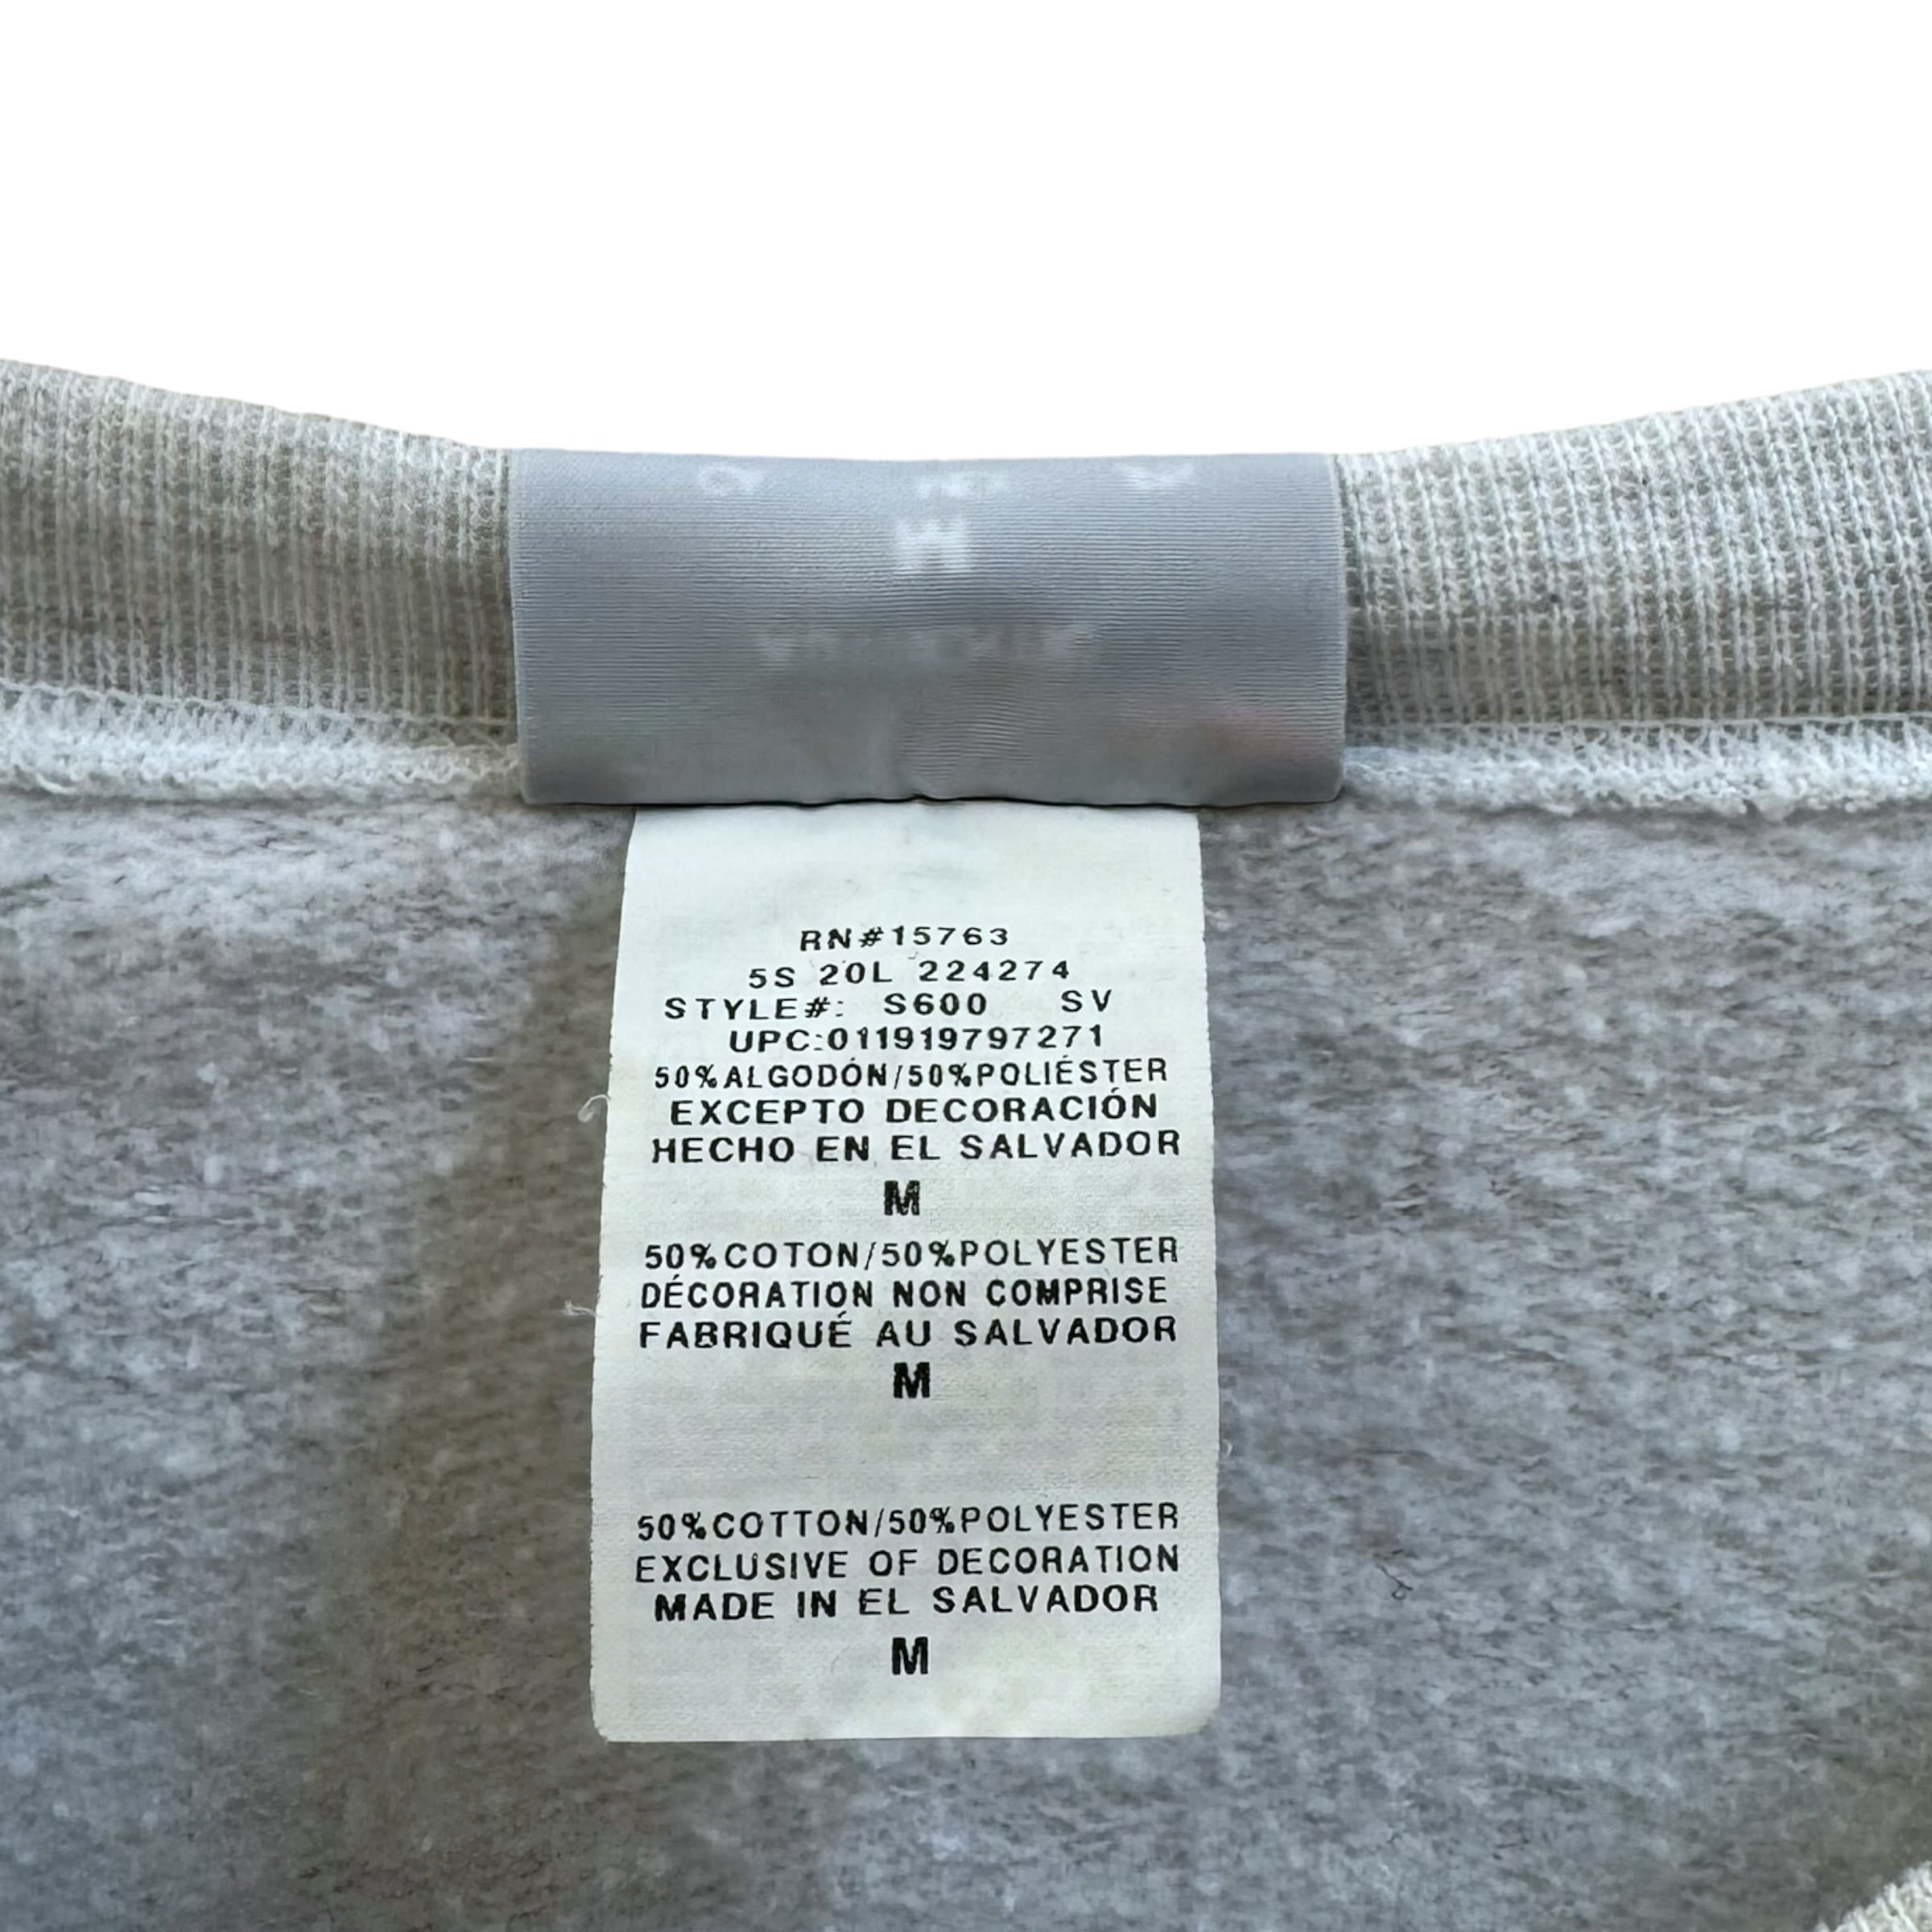 M
RN#15763
5S 20L 224274
STYLE#: S600 SV
UPC:011919797271
50%ALGODÓN/50%POLIÉSTER
EXCEPTO DECORACIÓN
HECHO EN EL SALVADOR
M
50%COTON/50%POLYESTER
DÉCORATION NON COMPRISE
FABRIQUÉ AU SALVADOR
M
50%COTTON/50%POLYESTER
EXCLUSIVE OF DECORATION
MADE IN EL SALVADOR
M